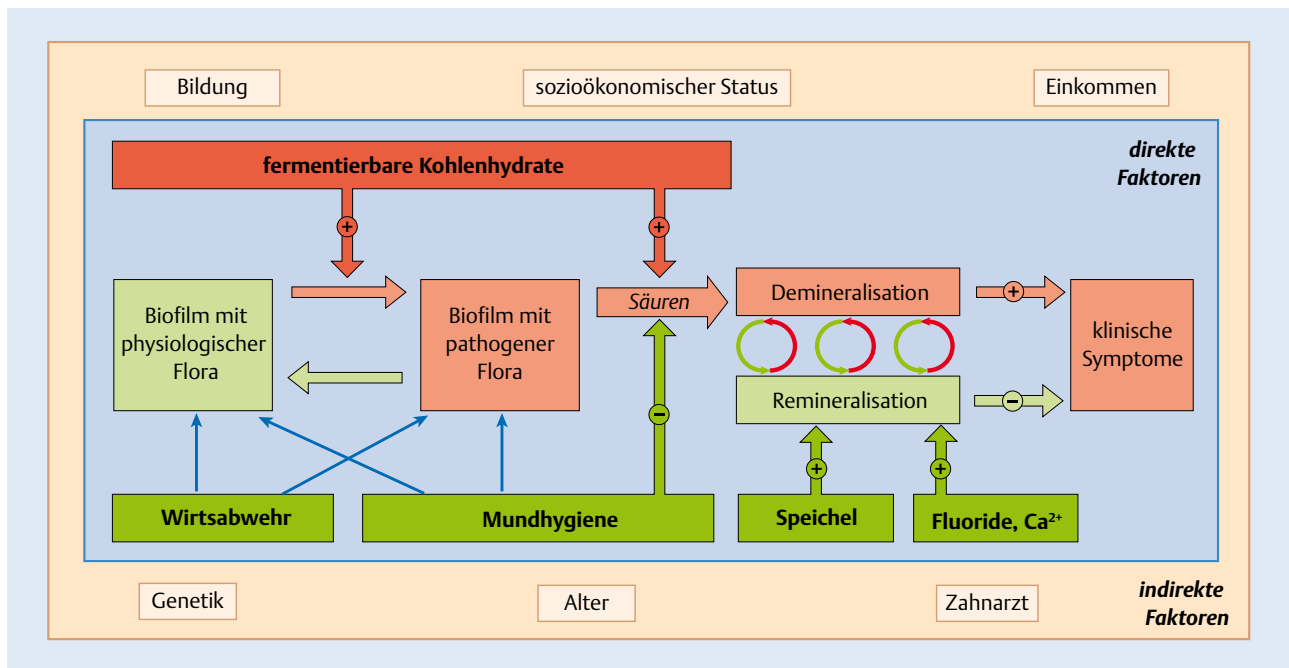 Bildung
sozioökonomischer Status
Einkommen
fermentierbare Kohlenhydrate
direkte
Faktoren
+
+
Biofilm mit
physiologischer
Flora
Biofilm mit
pathogener
Flora
Säuren
Demineralisation
+
klinische
Symptome
Remineralisation
−
−
+
+
Wirtsabwehr
Mundhygiene
Speichel
Fluoride, Ca²⁺
Genetik
Alter
Zahnarzt
indirekte
Faktoren